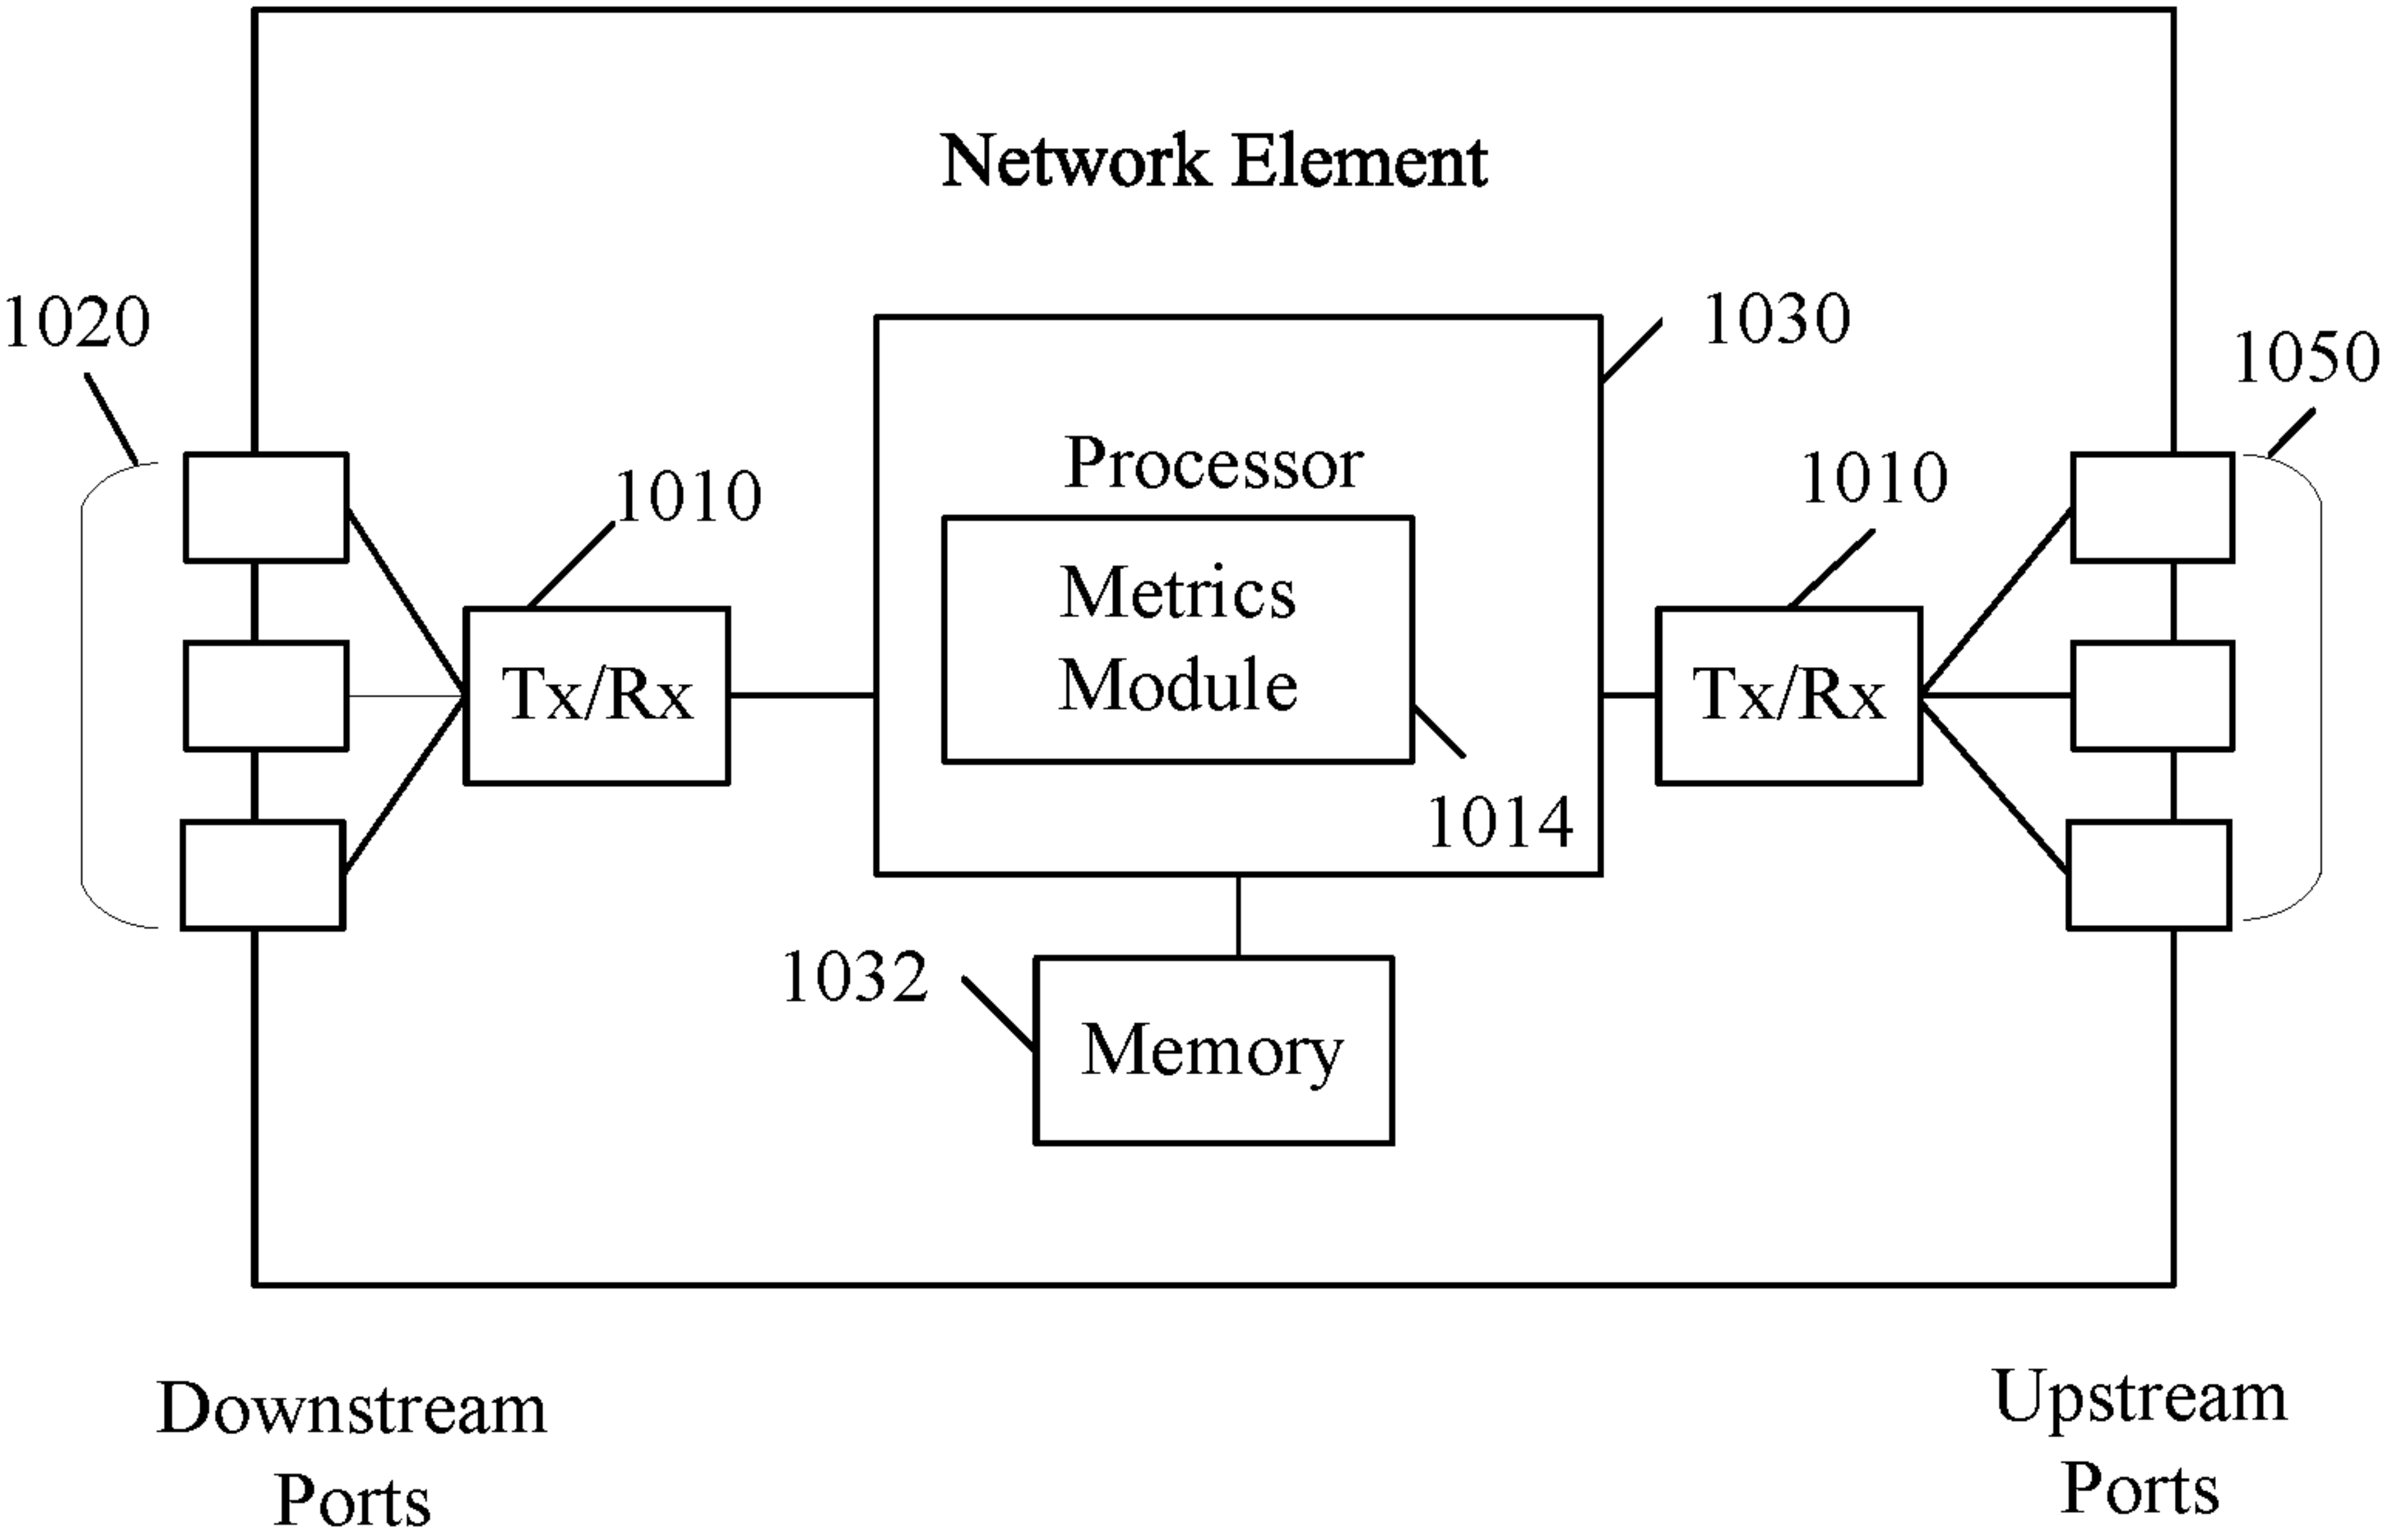 Network Element
1020
1030
1050
Processor
1010
1010
Metrics
Module
Tx/Rx
Tx/Rx
1014
1032
Memory
Downstream
Ports
Upstream
Ports